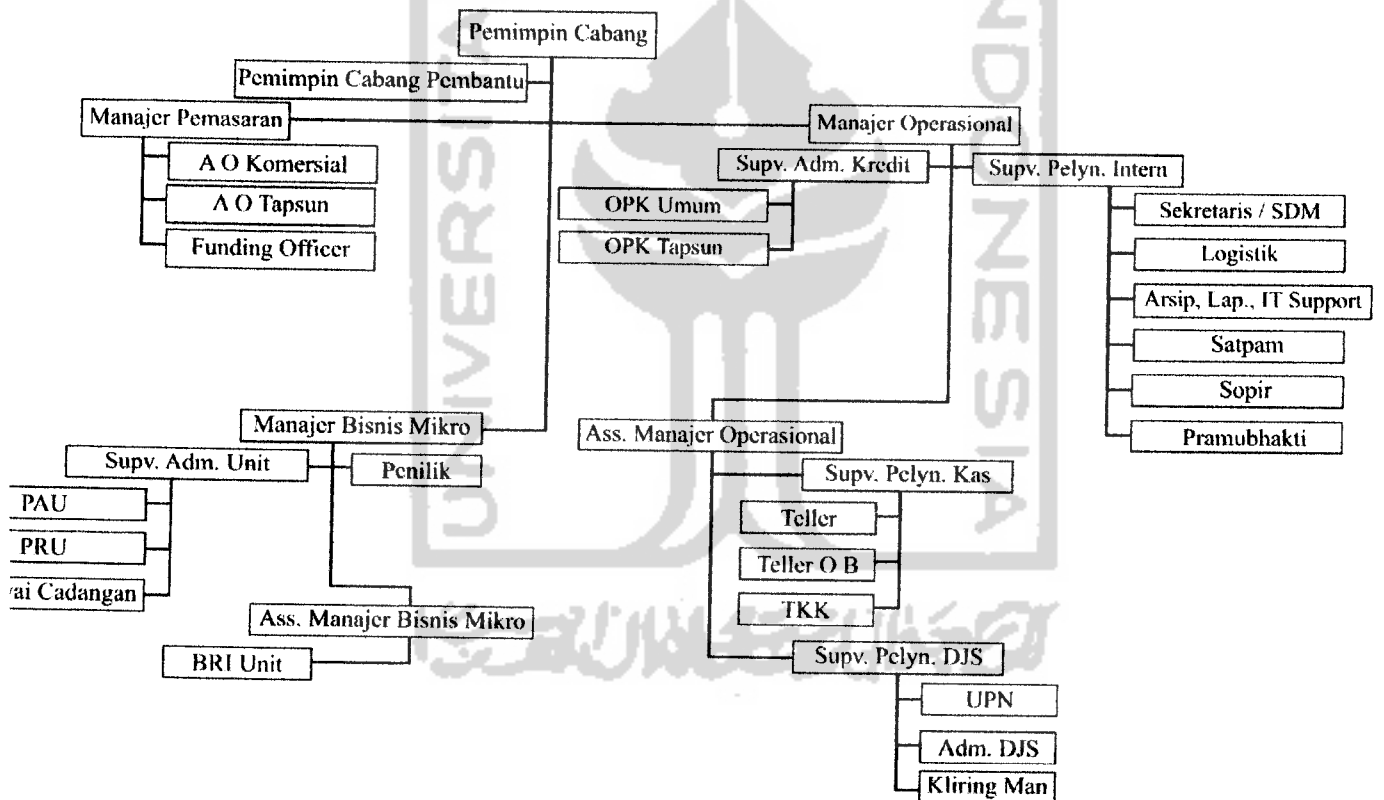 Pemimpin Cabang
Pemimpin Cabang Pembantu
Manajer Pemasaran
Manajer Operasional
A O Komersial
A O Tapsun
Funding Officer
Supv. Adm. Kredit
Supv. Pelyn. Intern
OPK Umum
OPK Tapsun
Sekretaris / SDM
Logistik
Arsip, Lap., IT Support
Satpam
Sopir
Pramubhakti
Manajer Bisnis Mikro
Supv. Adm. Unit
Penilik
PAU
PRU
vai Cadangan
Ass. Manajer Bisnis Mikro
BRI Unit
Ass. Manajer Operasional
Supv. Pelyn. Kas
Teller
Teller O B
TKK
Supv. Pelyn. DJS
UPN
Adm. DJS
Kliring Man
UNIVERSITA
NDONESIA